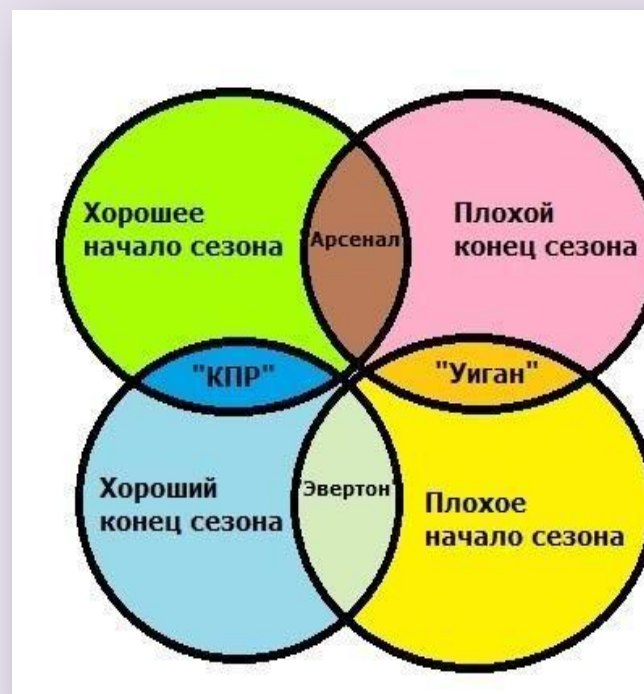 Хорошее
начало сезона
"Арсенал"
Плохой
конец сезона
"КПР"
"Уиган"
Хороший
конец сезона
"Эвертон"
Плохое
начало сезона